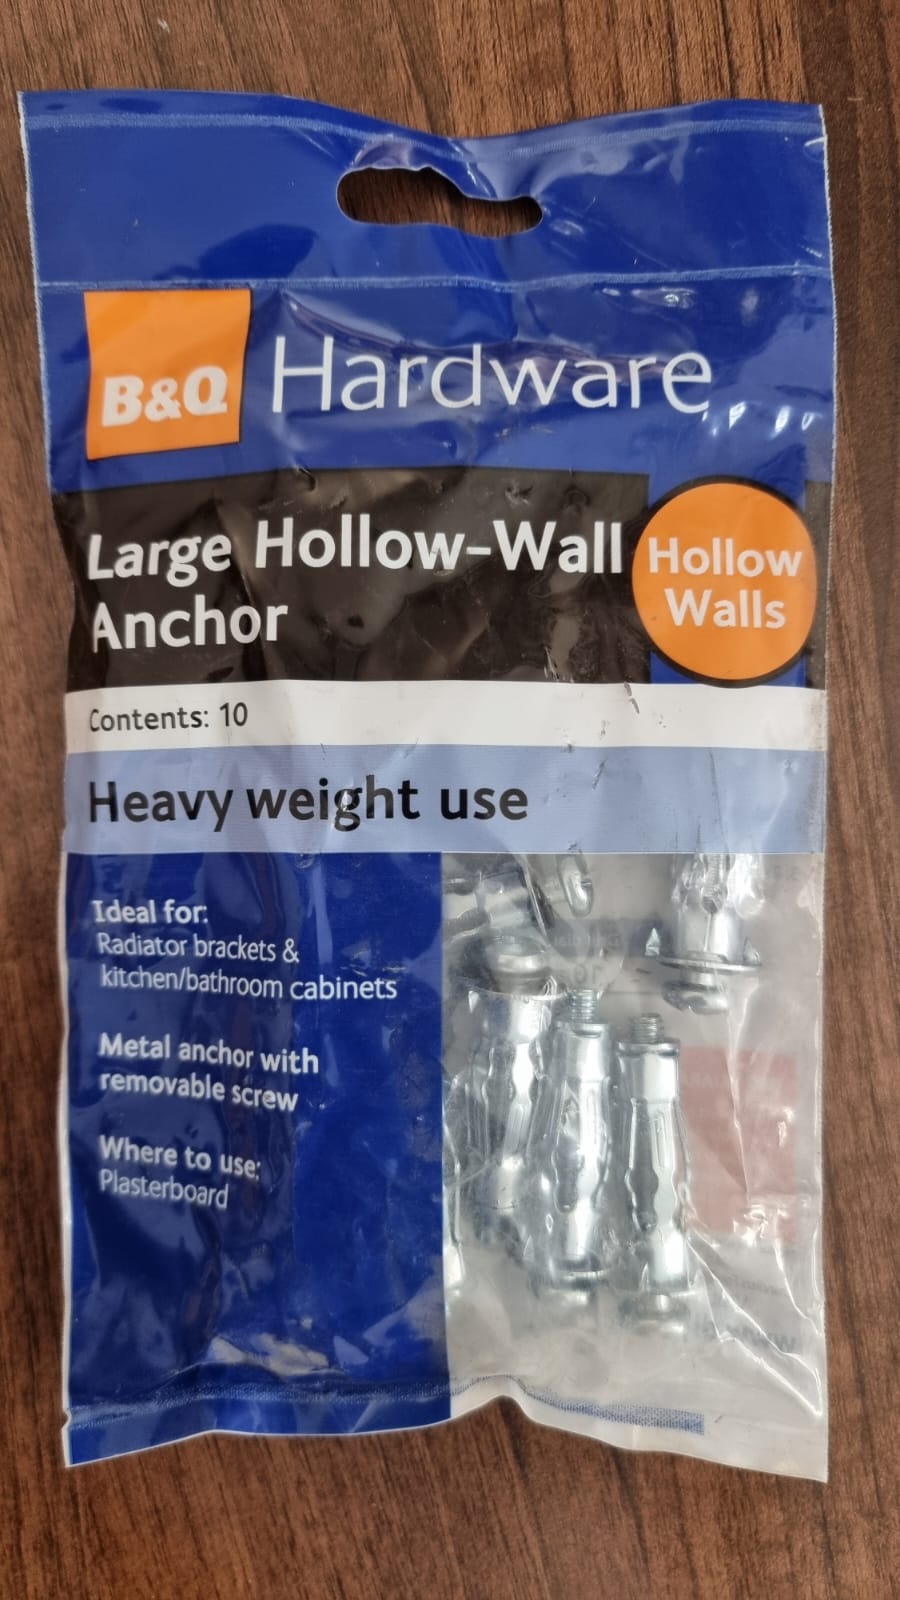 B&Q
Hardware
Large Hollow-Wall
Anchor
Hollow
Walls
Contents: 10
Heavy weight use
Ideal for:
Radiator brackets &
kitchen/bathroom cabinets
Metal anchor with
removable screw
Where to use:
Plasterboard